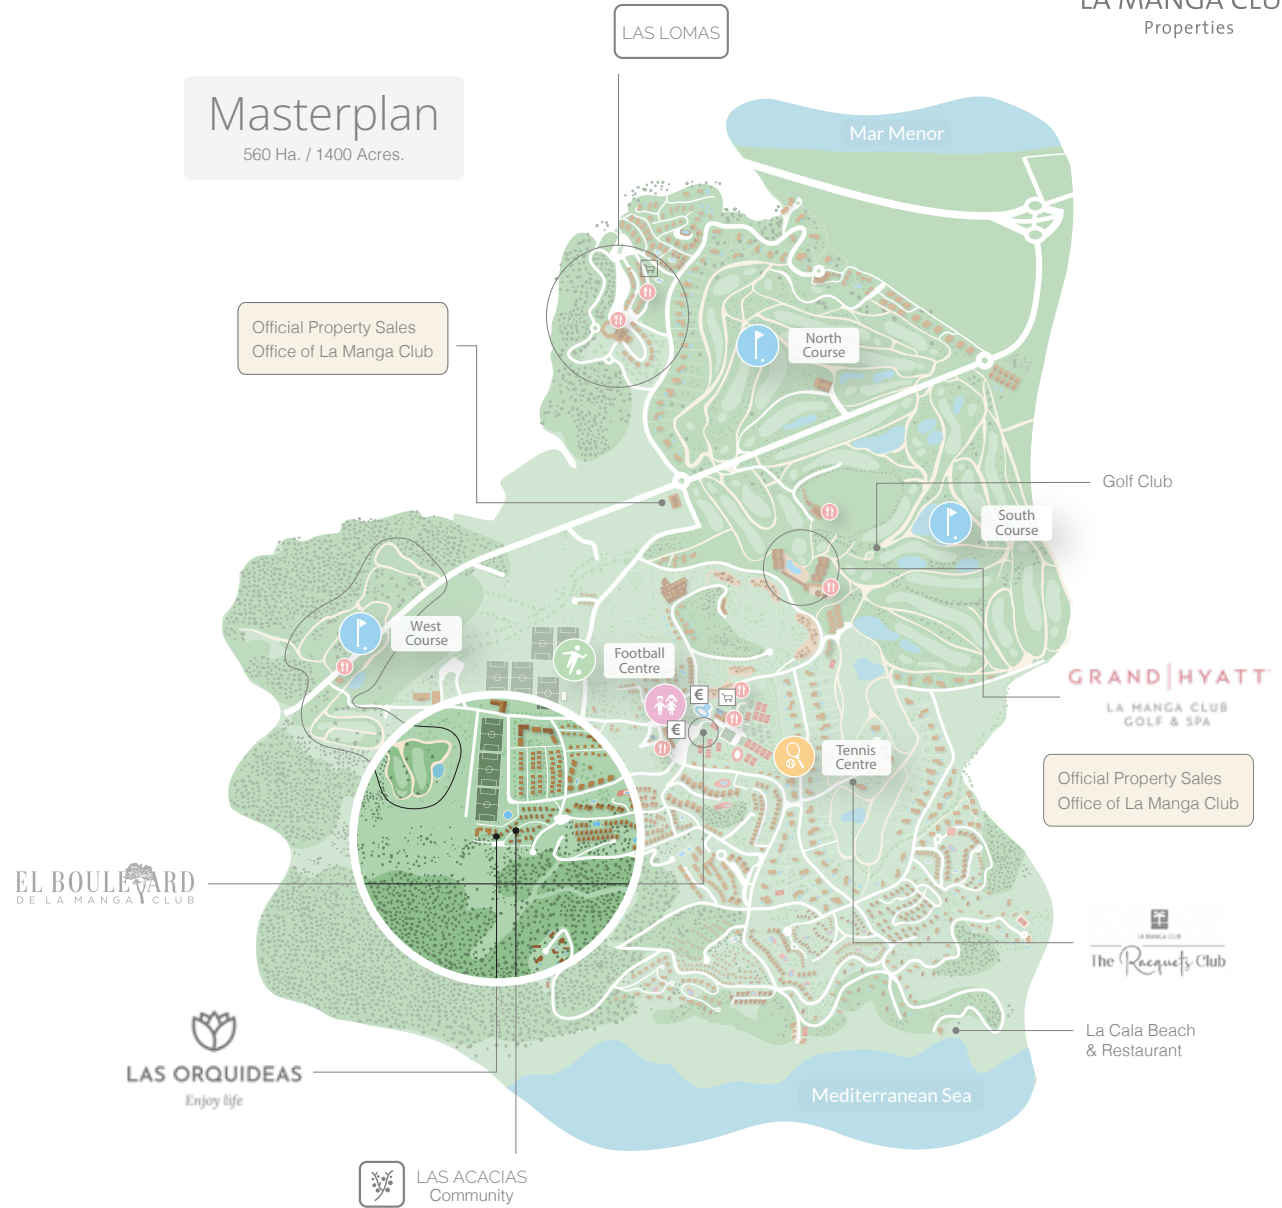 LAS LOMAS
LA MANGA CLU
Properties
Masterplan
560 Ha. / 1400 Acres.
Mar Menor
Official Property Sales
Office of La Manga Club
North
Course
Golf Club
South
Course
West
Course
Football
Centre
GRAND|HYATT
LA MANGA CLUB
GOLF & SPA
€
€
Tennis
Centre
Official Property Sales
Office of La Manga Club
EL BOULEVARD
DE LA MANGA CLUB
LA MANGA CLUB
The Racquets Club
La Cala Beach
& Restaurant
LAS ORQUIDEAS
Enjoy life
Mediterranean Sea
LAS ACACIAS
Community